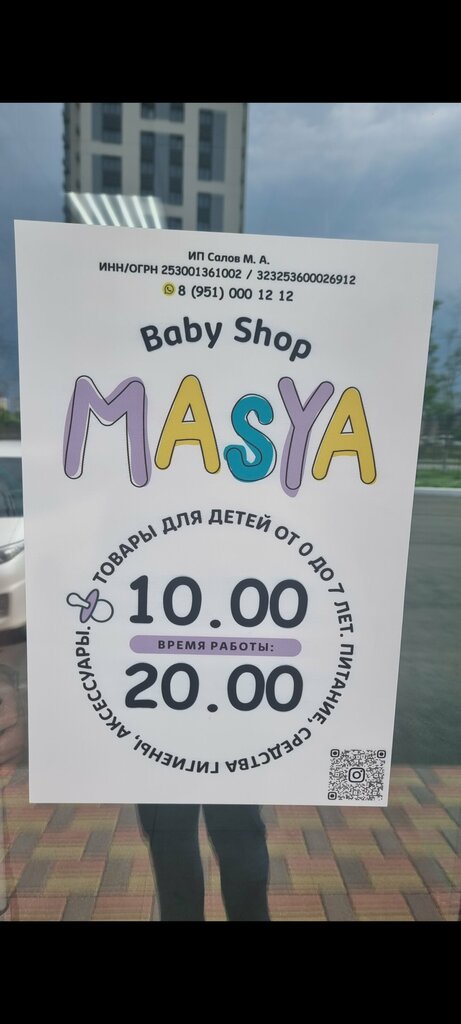 ИП Салов М. А.
ИНН/ОГРН 253001361002 / 323253600026912
8 (951) 000 12 12
Baby Shop
MASYA
ТОВАРЫ ДЛЯ ДЕТЕЙ ОТ 0 ДО 7 ЛЕТ. ПИТАНИЕ, СРЕДСТВА ГИГИЕНЫ, АКСЕССУАРЫ.
10.00
ВРЕМЯ РАБОТЫ:
20.00